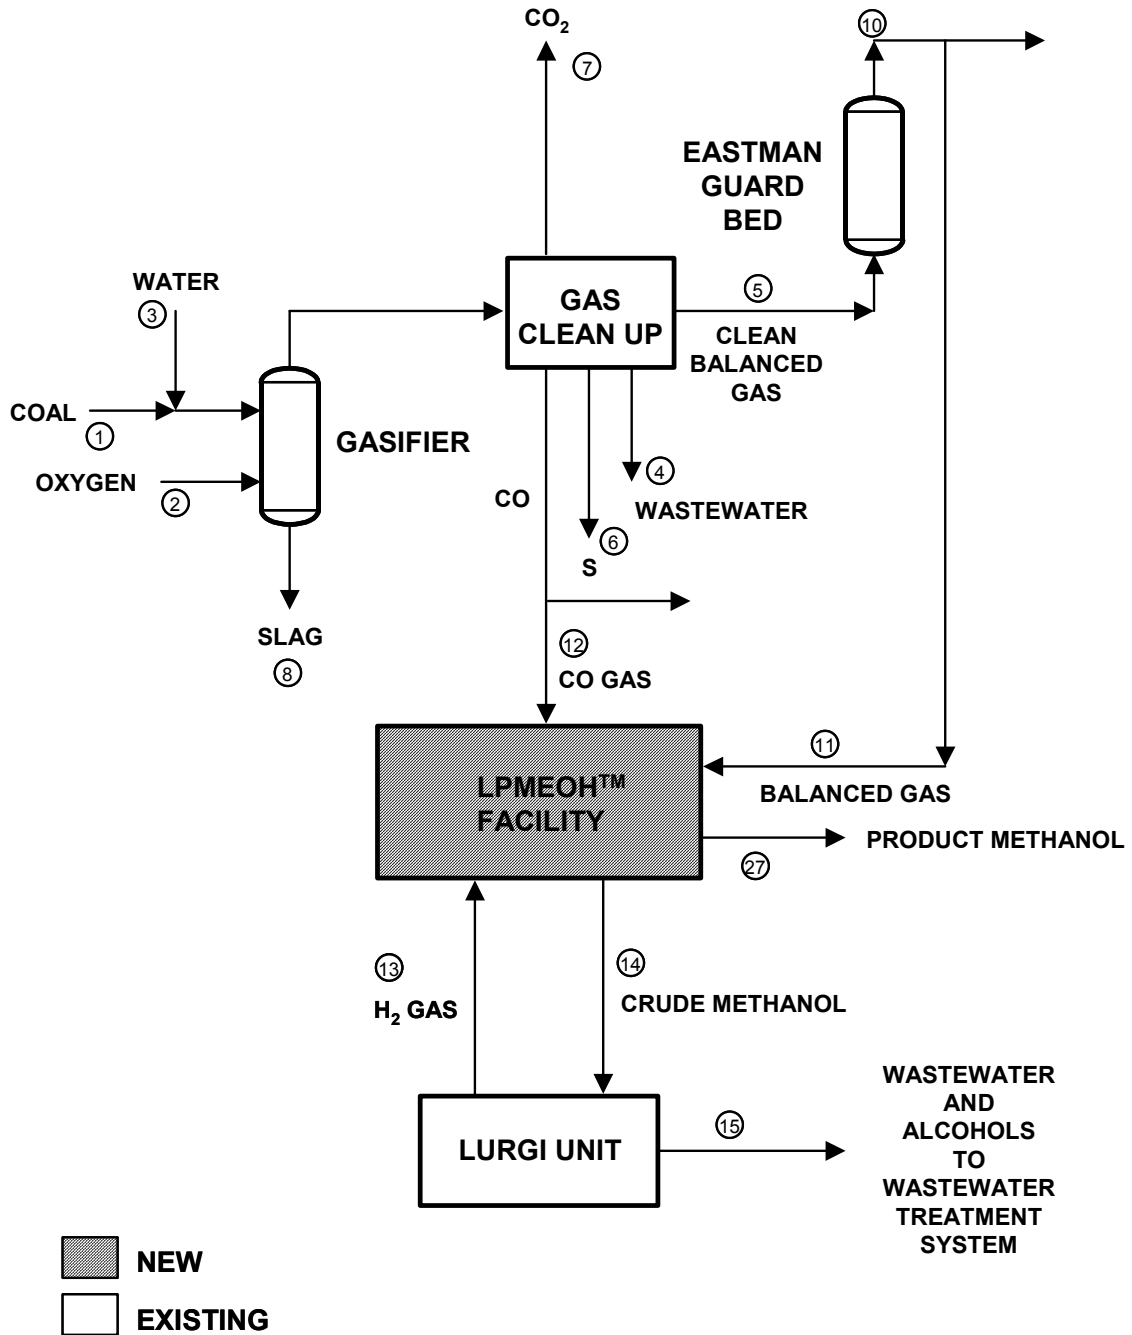 CO2
7
10
EASTMAN
GUARD
BED
WATER
3
GAS
CLEAN UP
5
CLEAN
BALANCED
GAS
COAL
1
GASIFIER
OXYGEN
2
CO
4
WASTEWATER
6
S
SLAG
8
12
CO GAS
LPMEOH™
FACILITY
11
BALANCED GAS
PRODUCT METHANOL
27
13
H2 GAS
14
CRUDE METHANOL
LURGI UNIT
15
WASTEWATER
AND
ALCOHOLS
TO
WASTEWATER
TREATMENT
SYSTEM
NEW
EXISTING